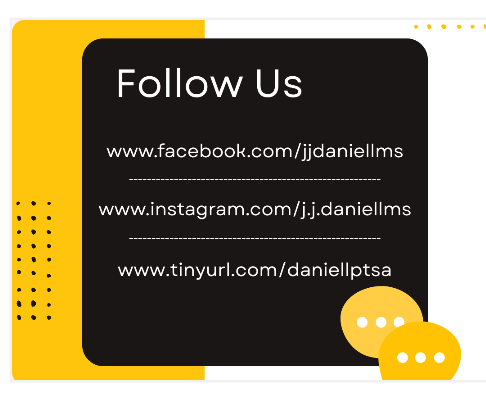 Follow Us
www.facebook.com/jjdaniellms
www.instagram.com/j.j.daniellms
www.tinyurl.com/daniellptsa